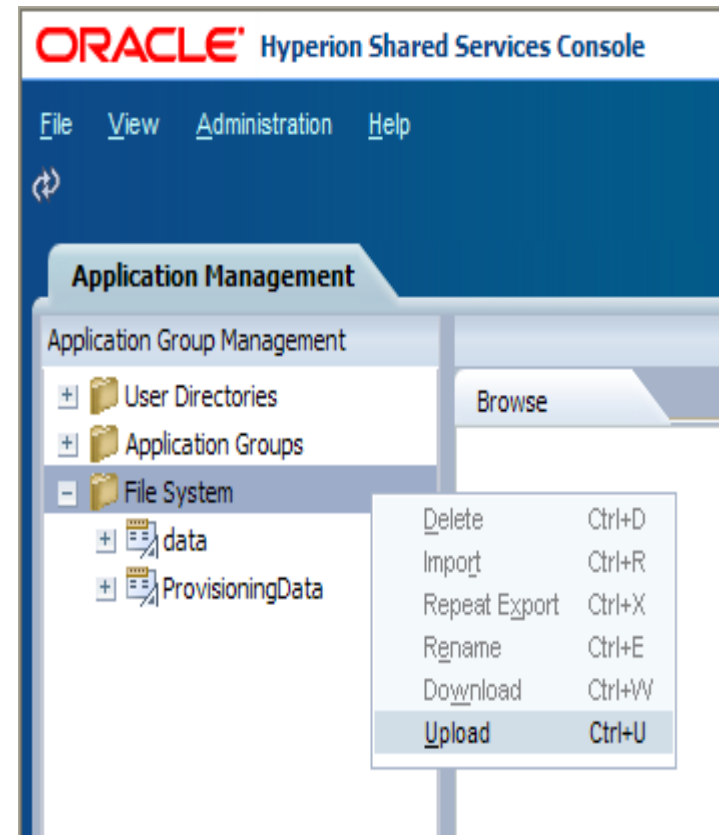 ORACLE Hyperion Shared Services Console
File View Administration Help
Application Management
Application Group Management
User Directories
Browse
Application Groups
File System
data
ProvisioningData
Delete Ctrl+D
Import Ctrl+R
Repeat Export Ctrl+X
Rename Ctrl+E
Download Ctrl+W
Upload Ctrl+U